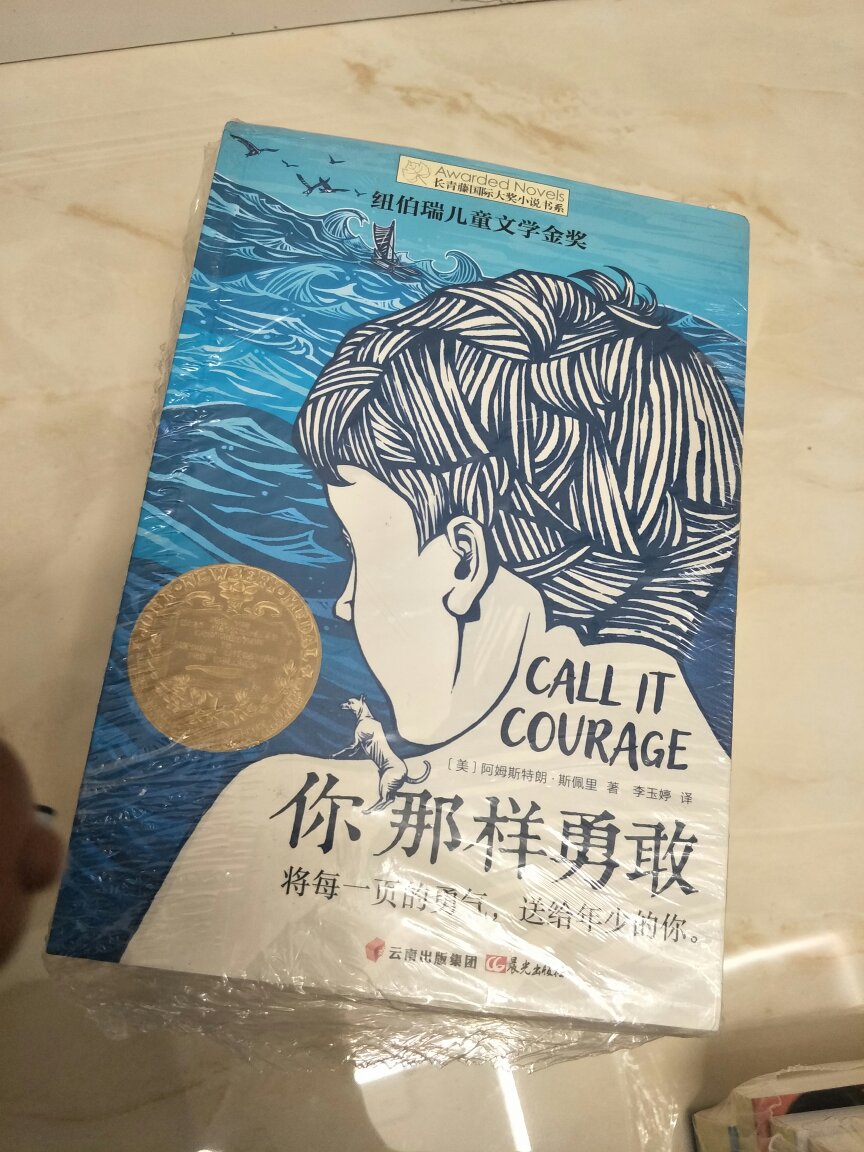 Awarded Novels
长青藤国际大奖小说书系
纽伯瑞儿童文学金奖
CALL IT
COURAGE
［美］阿姆斯特朗·斯佩里 著 李玉婷 译
你那样勇敢
将每一页的勇气，送给年少的你。
云南出版集团 晨光出版社